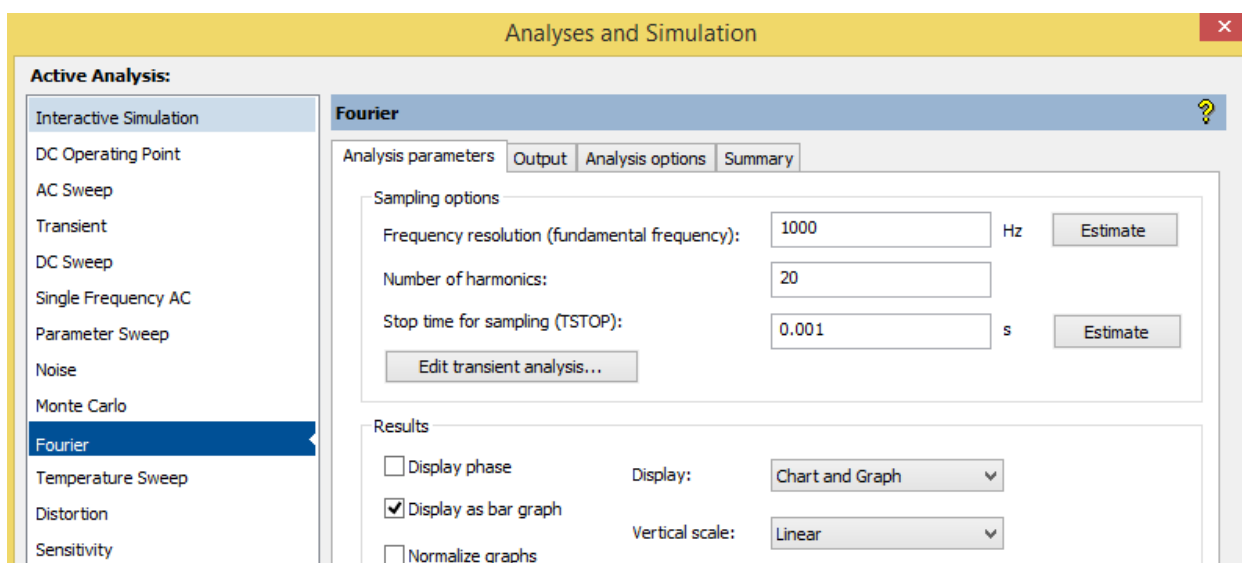 Analyses and Simulation
Active Analysis:
Interactive Simulation
DC Operating Point
AC Sweep
Transient
DC Sweep
Single Frequency AC
Parameter Sweep
Noise
Monte Carlo
Fourier
Temperature Sweep
Distortion
Sensitivity
Fourier
Analysis parameters Output Analysis options Summary
Sampling options
Frequency resolution (fundamental frequency): 1000 Hz Estimate
Number of harmonics: 20
Stop time for sampling (TSTOP): 0.001 s Estimate
Edit transient analysis...
Results
Display phase Display: Chart and Graph
Display as bar graph
Vertical scale: Linear
Normalize graphs